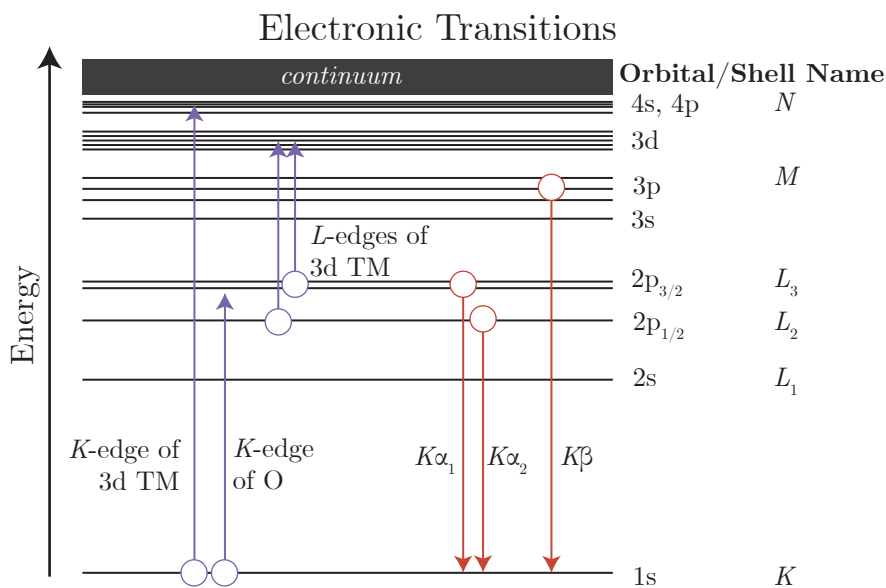 Electronic Transitions
continuum
Orbital/Shell Name
4s, 4p N
3d
3p M
3s
L-edges of
3d TM
2p3/2 L3
2p1/2 L2
2s L1
Energy
K-edge of
3d TM
K-edge
of O
Kα1
Kα2
Kβ
1s K